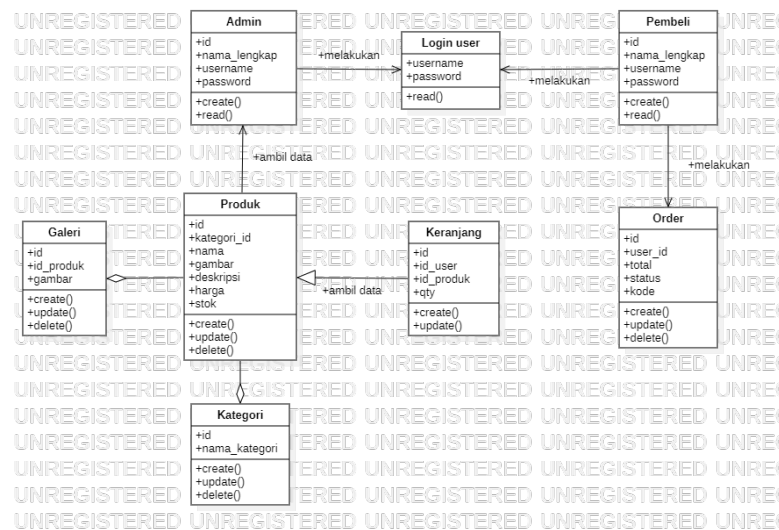 Admin
+id
+nama_lengkap
+username
+password
+create()
+read()
+melakukan
Login user
+username
+password
+read()
+melakukan
Pembeli
+id
+nama_lengkap
+username
+password
+create()
+read()
+ambil data
+melakukan
Galeri
+id
+id_produk
+gambar
+create()
+update()
+delete()
Produk
+id
+kategori_id
+nama
+gambar
+deskripsi
+harga
+stok
+create()
+update()
+delete()
+ambil data
Keranjang
+id
+id_user
+id_produk
+qty
+create()
+update()
Order
+id
+user_id
+total
+status
+kode
+create()
+update()
+delete()
Kategori
+id
+nama_kategori
+create()
+update()
+delete()
UNREGISTERED